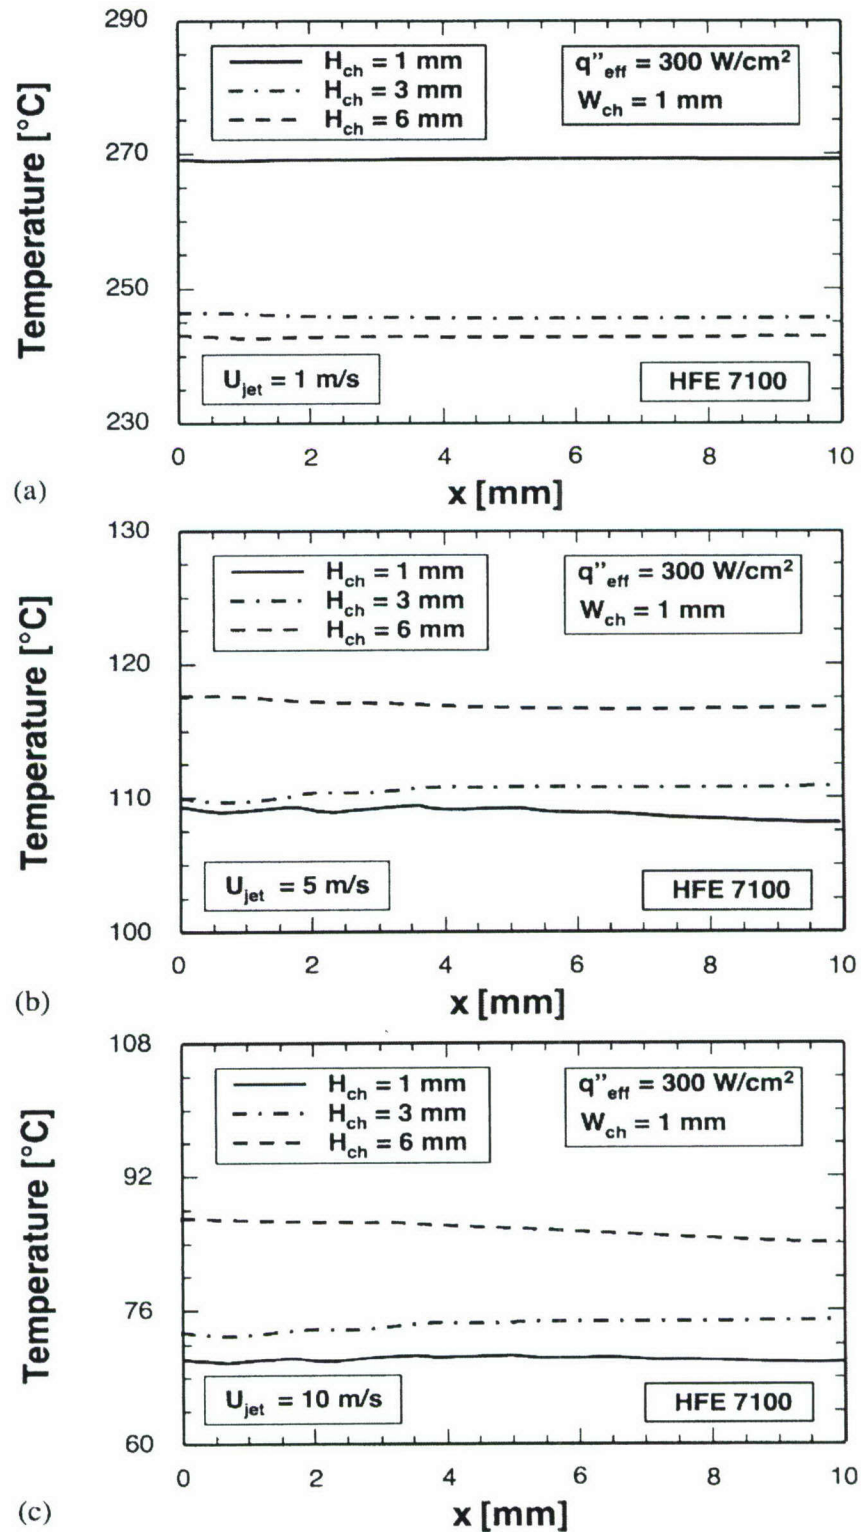 290
H_ch = 1 mm
H_ch = 3 mm
H_ch = 6 mm
q"_eff = 300 W/cm²
W_ch = 1 mm
270
250
230
Temperature [°C]
U_jet = 1 m/s
HFE 7100
0 2 4 6 8 10
(a)
x [mm]
130
H_ch = 1 mm
H_ch = 3 mm
H_ch = 6 mm
q"_eff = 300 W/cm²
W_ch = 1 mm
120
110
100
Temperature [°C]
U_jet = 5 m/s
HFE 7100
0 2 4 6 8 10
(b)
x [mm]
108
H_ch = 1 mm
H_ch = 3 mm
H_ch = 6 mm
q"_eff = 300 W/cm²
W_ch = 1 mm
92
76
60
Temperature [°C]
U_jet = 10 m/s
HFE 7100
0 2 4 6 8 10
(c)
x [mm]